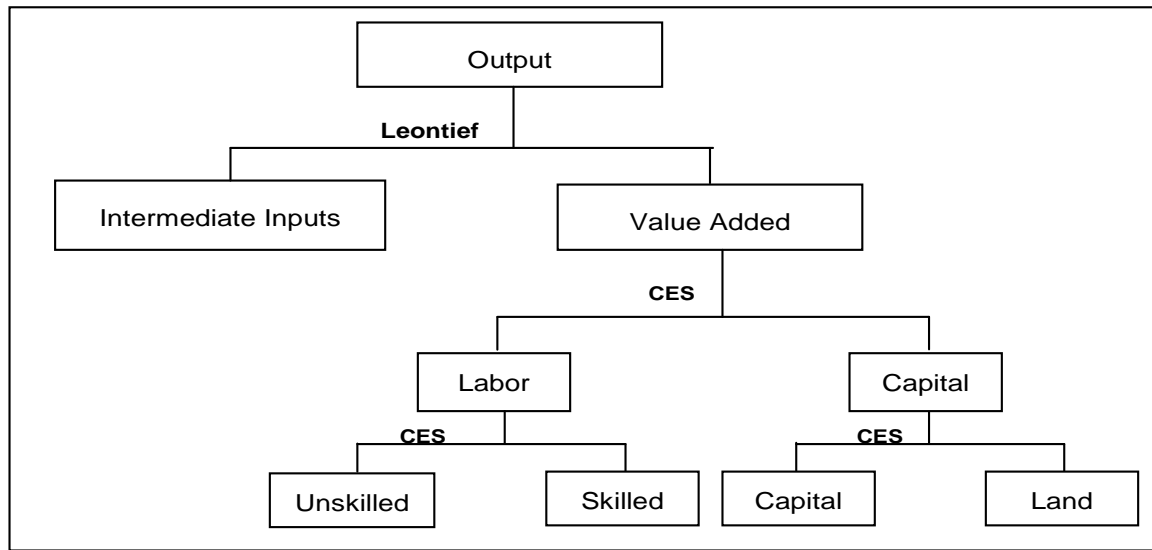 Output
Leontief
Intermediate Inputs
Value Added
CES
Labor
Capital
CES
CES
Unskilled
Skilled
Capital
Land